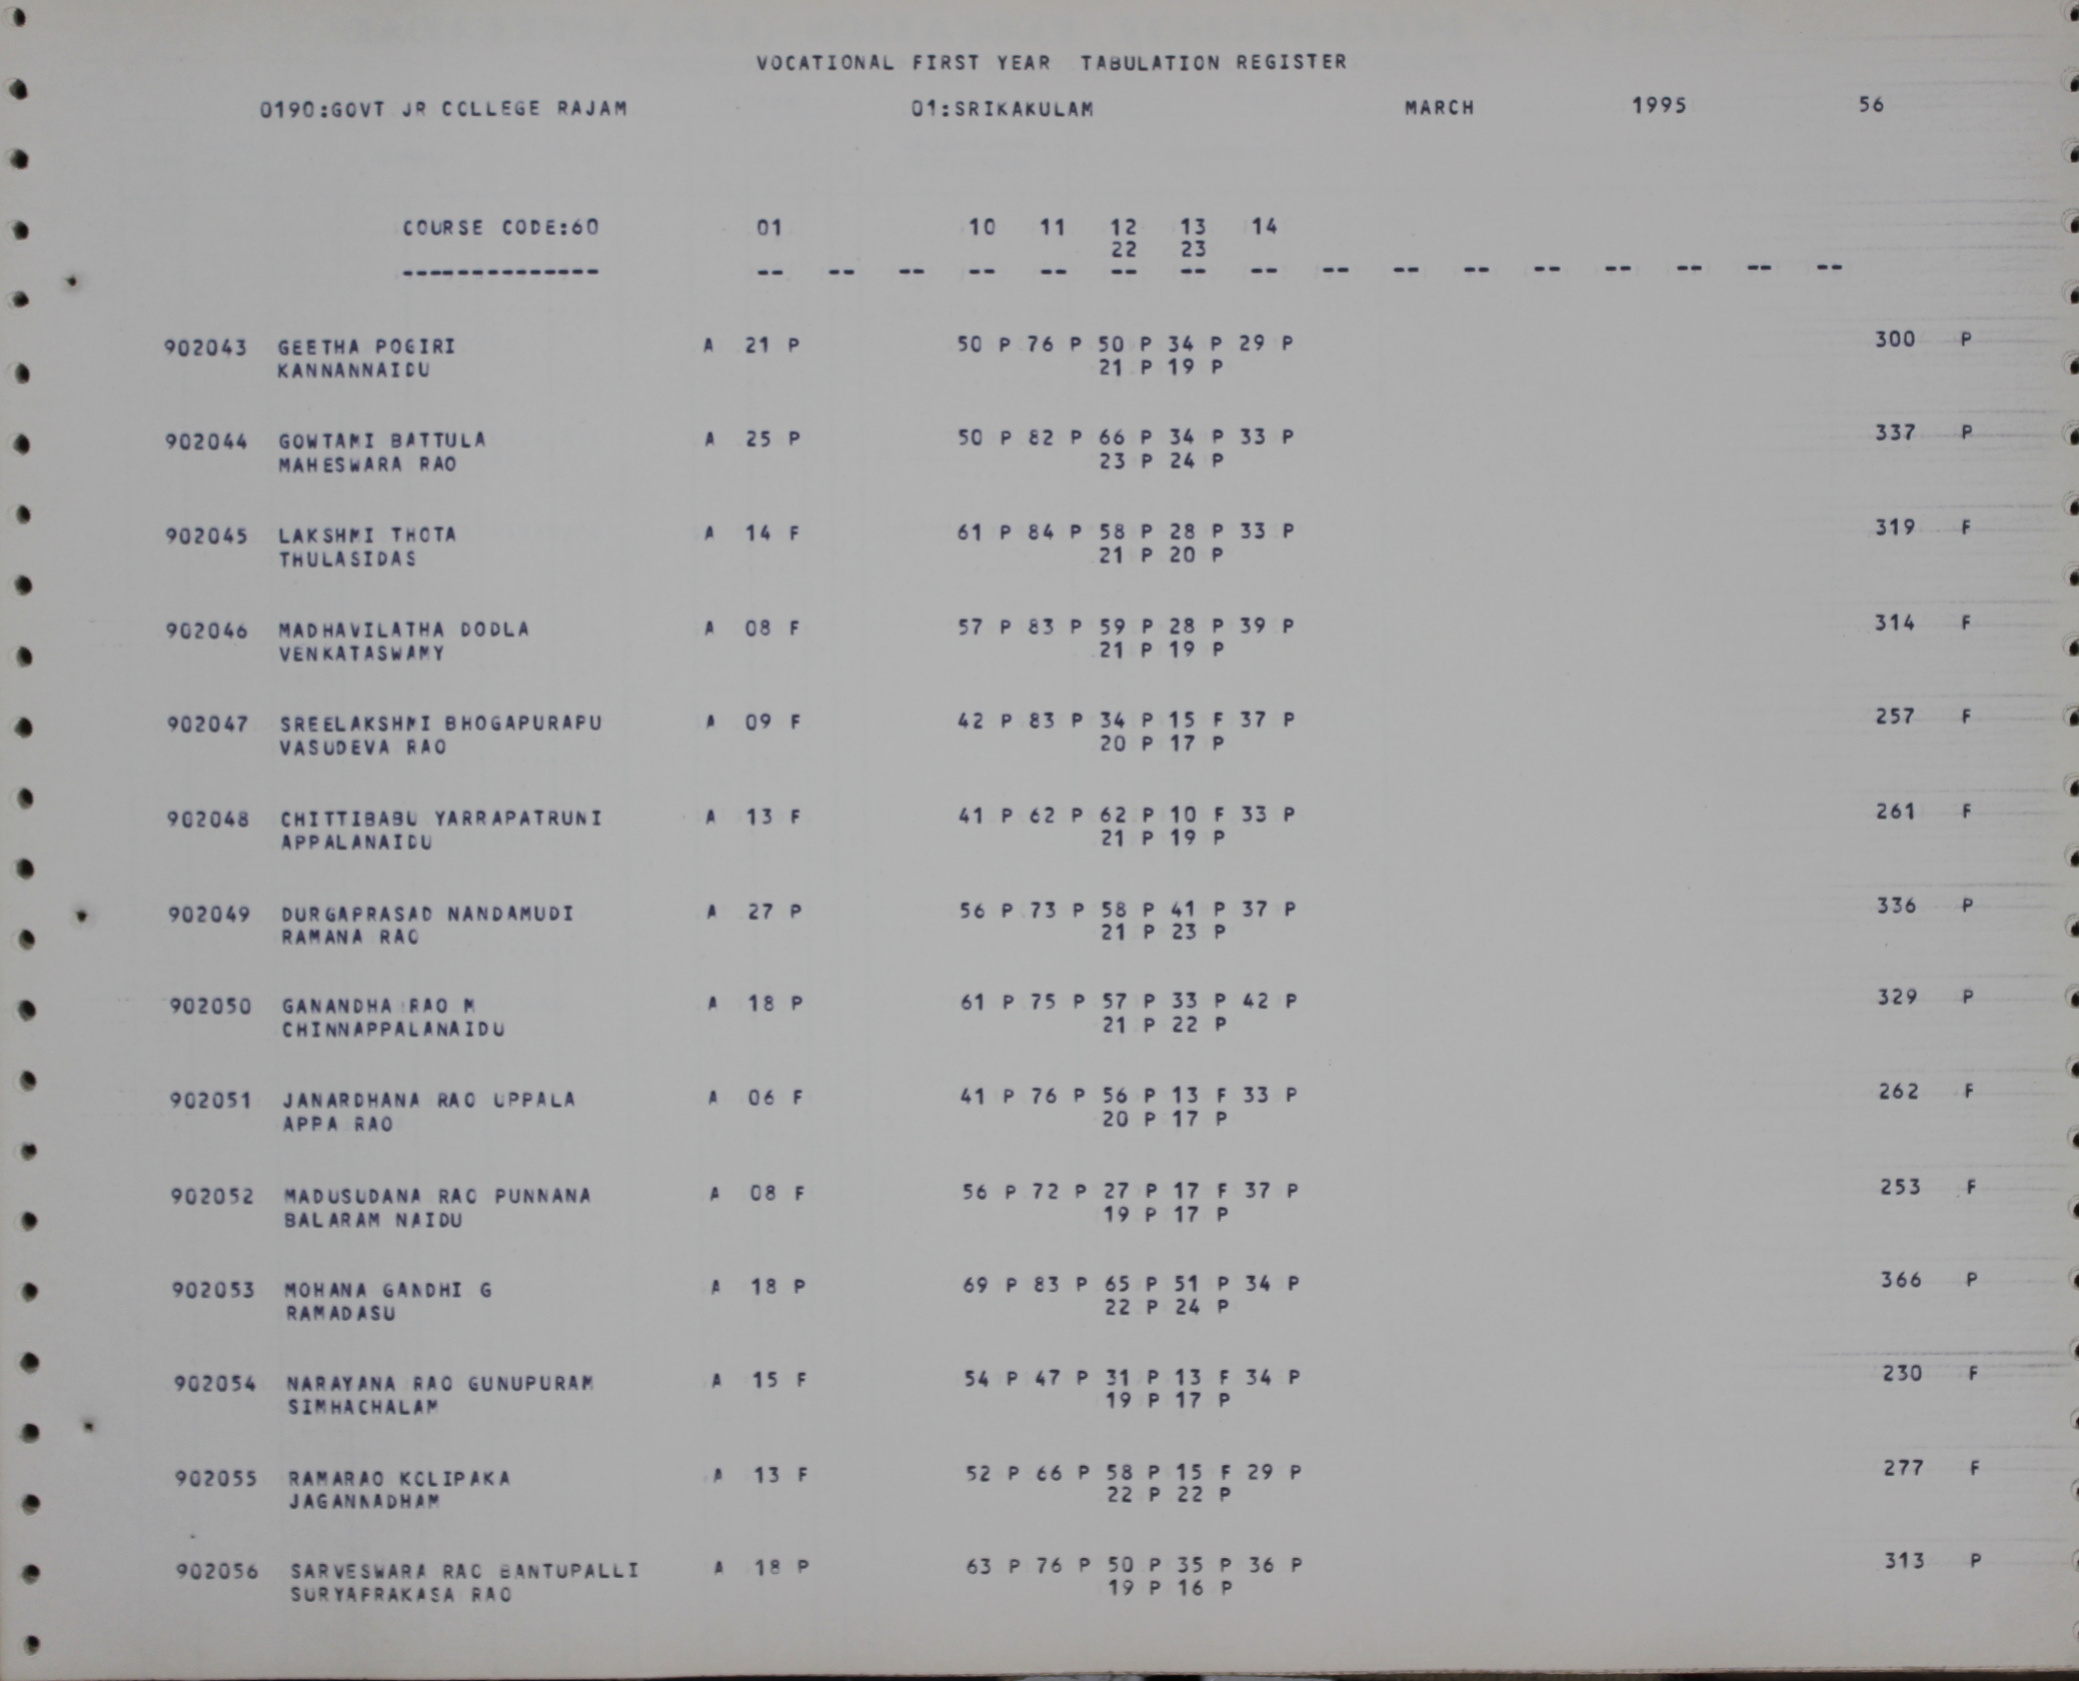 VOCATIONAL FIRST YEAR TABULATION REGISTER
0190:GOVT JR CCLLEGE RAJAM 01:SRIKAKULAM MARCH 1995 56
COURSE CODE:60 01 10 11 12 13 14
22 23
-------------- -- -- -- -- -- -- -- -- -- -- -- -- -- -- -- --
902043 GEETHA POGIRI A 21 P 50 P 76 P 50 P 34 P 29 P 300 P
KANNANNAIDU 21 P 19 P
902044 GOWTAMI BATTULA A 25 P 50 P 82 P 66 P 34 P 33 P 337 P
MAHESWARA RAO 23 P 24 P
902045 LAKSHMI THOTA A 14 F 61 P 84 P 58 P 28 P 33 P 319 F
THULASIDAS 21 P 20 P
902046 MADHAVILATHA DODLA A 08 F 57 P 83 P 59 P 28 P 39 P 314 F
VENKATASWAMY 21 P 19 P
902047 SREELAKSHMI BHOGAPURAPU A 09 F 42 P 83 P 34 P 15 F 37 P 257 F
VASUDEVA RAO 20 P 17 P
902048 CHITTIBABU YARRAPATRUNI A 13 F 41 P 62 P 62 P 10 F 33 P 261 F
APPALANAIDU 21 P 19 P
902049 DURGAPRASAD NANDAMUDI A 27 P 56 P 73 P 58 P 41 P 37 P 336 P
RAMANA RAO 21 P 23 P
902050 GANANDHA RAO M A 18 P 61 P 75 P 57 P 33 P 42 P 329 P
CHINNAPPALANAIDU 21 P 22 P
902051 JANARDHANA RAO UPPALA A 06 F 41 P 76 P 56 P 13 F 33 P 262 F
APPA RAO 20 P 17 P
902052 MADUSUDANA RAO PUNNANA A 08 F 56 P 72 P 27 P 17 F 37 P 253 F
BALARAM NAIDU 19 P 17 P
902053 MOHANA GANDHI G A 18 P 69 P 83 P 65 P 51 P 34 P 366 P
RAMADASU 22 P 24 P
902054 NARAYANA RAO GUNUPURAM A 15 F 54 P 47 P 31 P 13 F 34 P 230 F
SIMHACHALAM 19 P 17 P
902055 RAMARAO KCLIPAKA A 13 F 52 P 66 P 58 P 15 F 29 P 277 F
JAGANNADHAM 22 P 22 P
902056 SARVESWARA RAO BANTUPALLI A 18 P 63 P 76 P 50 P 35 P 36 P 313 P
SURYAPRAKASA RAO 19 P 16 P